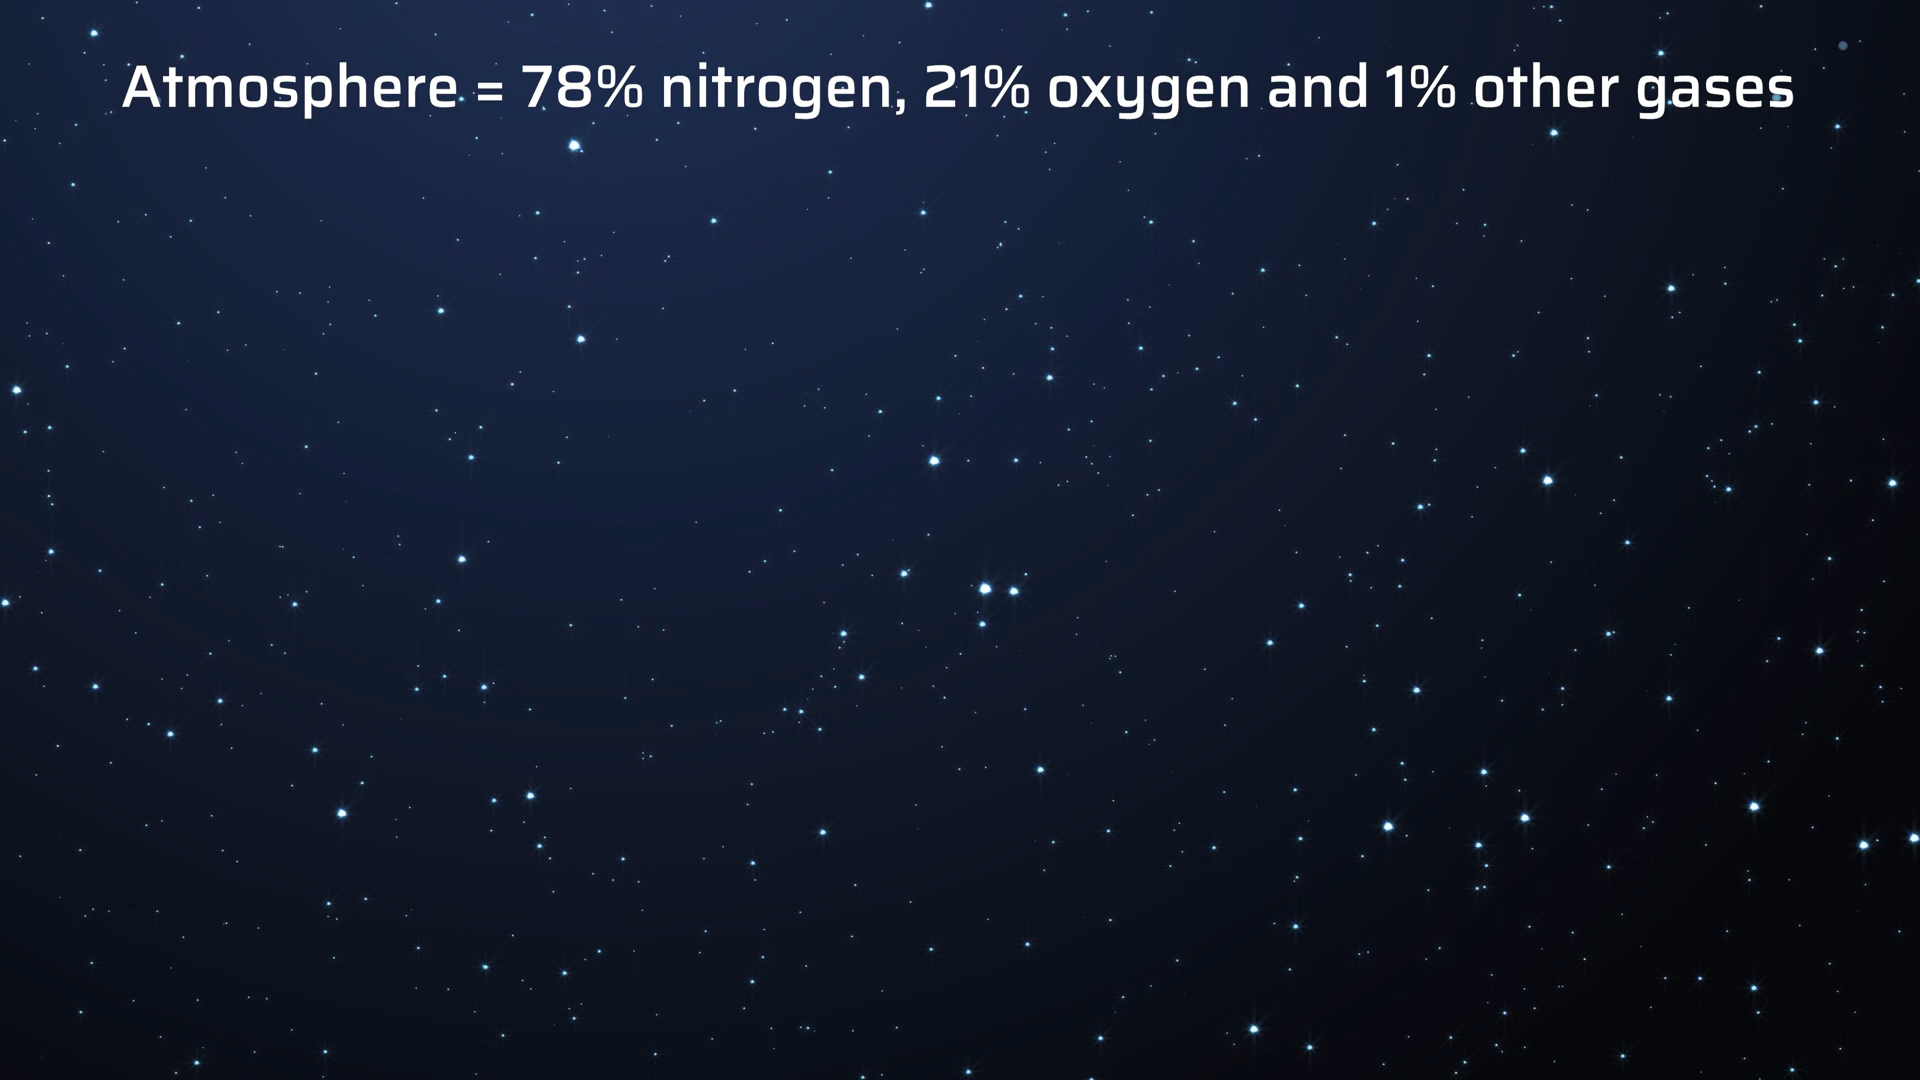 Atmosphere = 78% nitrogen, 21% oxygen and 1% other gases